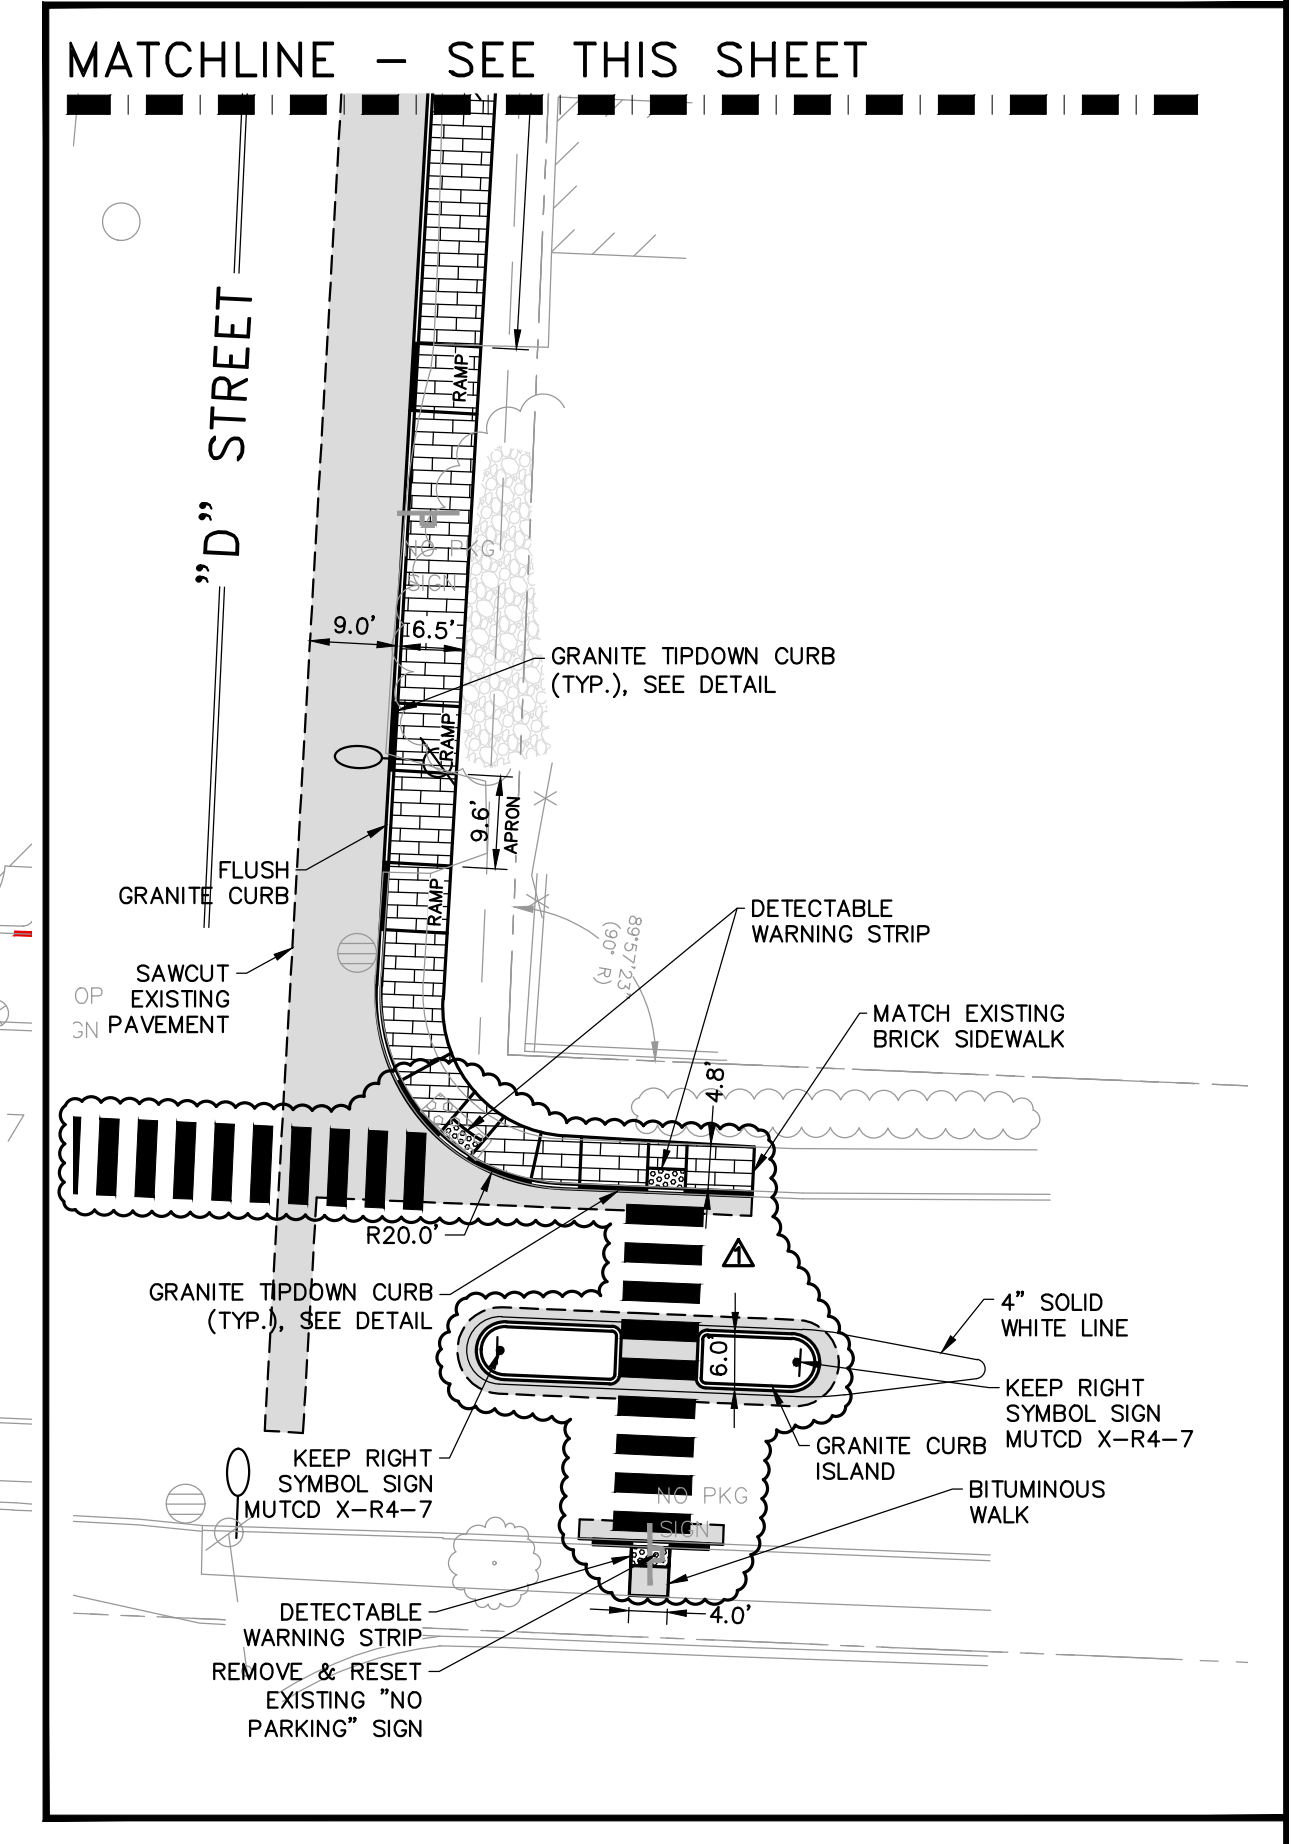 MATCHLINE - SEE THIS SHEET
"D" STREET
RAMP
NO PKG
SIGN
9.0'
6.5'
GRANITE TIPDOWN CURB
(TYP.), SEE DETAIL
RAMP
9.6'
APRON
FLUSH
GRANITE CURB
RAMP
DETECTABLE
WARNING STRIP
89°57'23"
(90° R)
SAWCUT
EXISTING
PAVEMENT
OP
GN
MATCH EXISTING
BRICK SIDEWALK
4.8'
7
R20.0'
1
GRANITE TIPDOWN CURB
(TYP.), SEE DETAIL
4" SOLID
WHITE LINE
6.0'
KEEP RIGHT
SYMBOL SIGN
MUTCD X-R4-7
GRANITE CURB
ISLAND
KEEP RIGHT
SYMBOL SIGN
MUTCD X-R4-7
BITUMINOUS
WALK
NO PKG
SIGN
DETECTABLE
WARNING STRIP
4.0'
REMOVE & RESET
EXISTING "NO
PARKING" SIGN